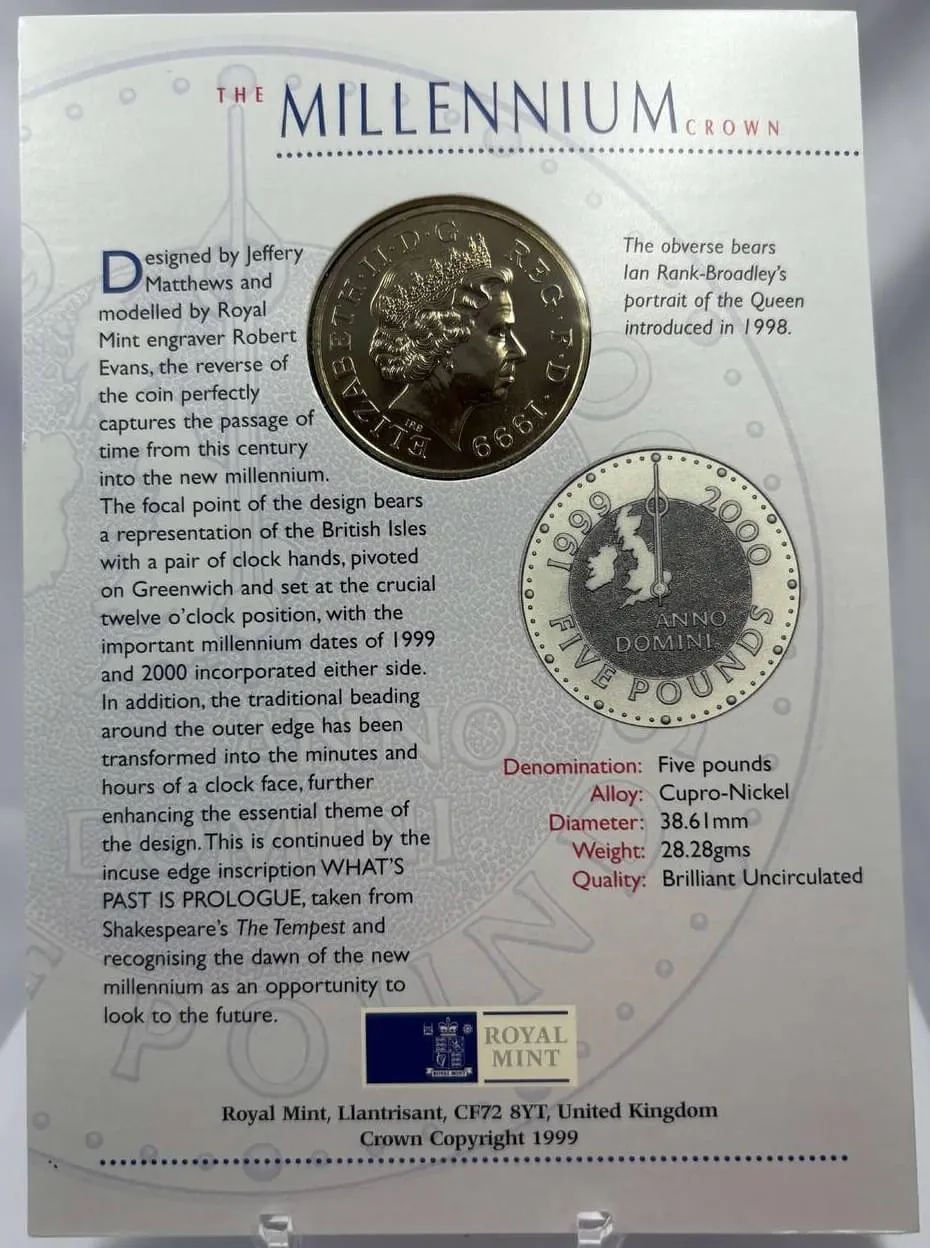 THE MILLENNIUM CROWN
Designed by Jeffery
Matthews and
modelled by Royal
Mint engraver Robert
Evans, the reverse of
the coin perfectly
captures the passage of
time from this century
into the new millennium.
The focal point of the design bears
a representation of the British Isles
with a pair of clock hands, pivoted
on Greenwich and set at the crucial
twelve o'clock position, with the
important millennium dates of 1999
and 2000 incorporated either side.
In addition, the traditional beading
around the outer edge has been
transformed into the minutes and
hours of a clock face, further
enhancing the essential theme of
the design. This is continued by the
incuse edge inscription WHAT'S
PAST IS PROLOGUE, taken from
Shakespeare's The Tempest and
recognising the dawn of the new
millennium as an opportunity to
look to the future.
ELIZABETH·II·D·G REG·F·D·1999
IRB
The obverse bears
Ian Rank-Broadley's
portrait of the Queen
introduced in 1998.
1999 2000
ANNO
DOMINI
FIVE POUNDS
Denomination: Five pounds
Alloy: Cupro-Nickel
Diameter: 38.61mm
Weight: 28.28gms
Quality: Brilliant Uncirculated
ROYAL MINT
ROYAL
MINT
Royal Mint, Llantrisant, CF72 8YT, United Kingdom
Crown Copyright 1999
ANNO
DOMINI
POUN